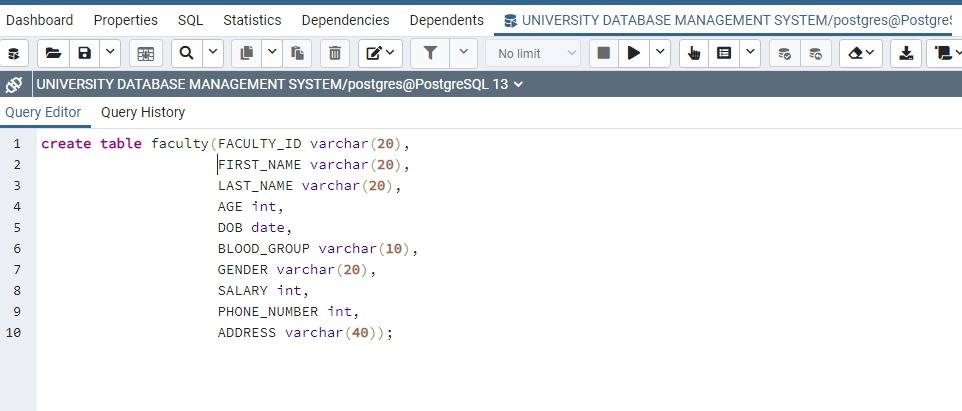 Dashboard Properties SQL Statistics Dependencies Dependents UNIVERSITY DATABASE MANAGEMENT SYSTEM/postgres@PostgreS
No limit
UNIVERSITY DATABASE MANAGEMENT SYSTEM/postgres@PostgreSQL 13
Query Editor Query History
1 create table faculty(FACULTY_ID varchar(20),
2 FIRST_NAME varchar(20),
3 LAST_NAME varchar(20),
4 AGE int,
5 DOB date,
6 BLOOD_GROUP varchar(10),
7 GENDER varchar(20),
8 SALARY int,
9 PHONE_NUMBER int,
10 ADDRESS varchar(40));